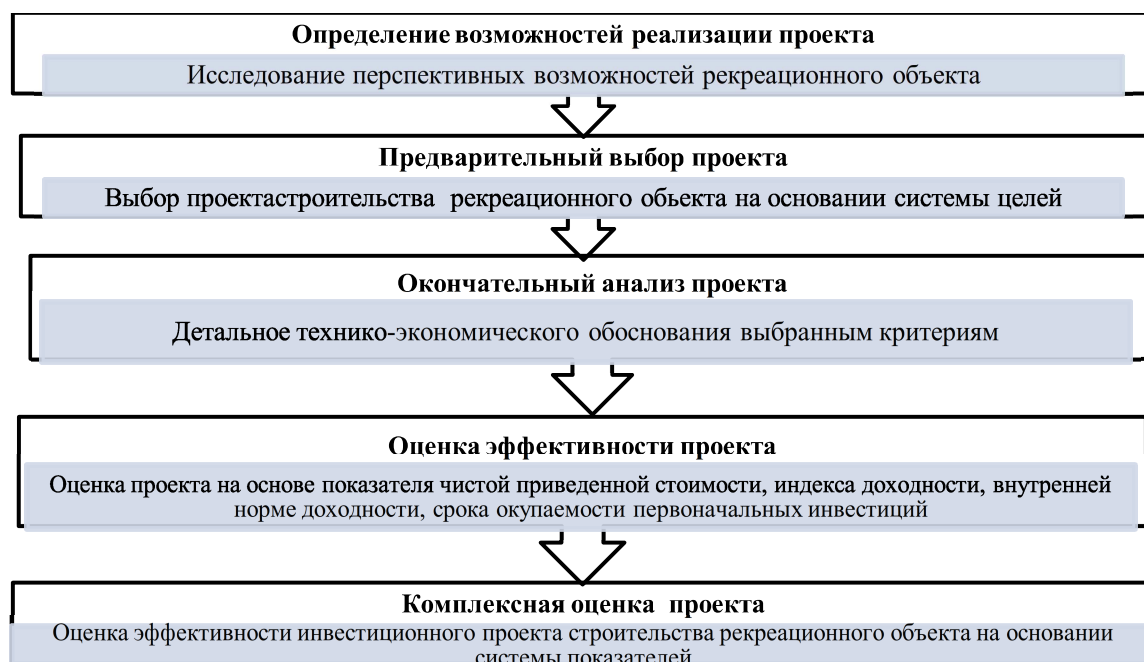 Определение возможностей реализации проекта
Исследование перспективных возможностей рекреационного объекта
Предварительный выбор проекта
Выбор проектастроительства рекреационного обьекта на основании системы целей
Окончательный анализ проекта
Детальное технико-экономического обоснования выбранным критериям
Оценка эффективности проекта
Оценка проекта на основе показателя чистой приведенной стоимости, индекса доходности, внутренней
норме доходности, срока окупаемости первоначальных инвестиций
Комплексная оценка проекта
Оценка эффективности инвестиционного проекта строительства рекреационного объекта на основании
системы показателей